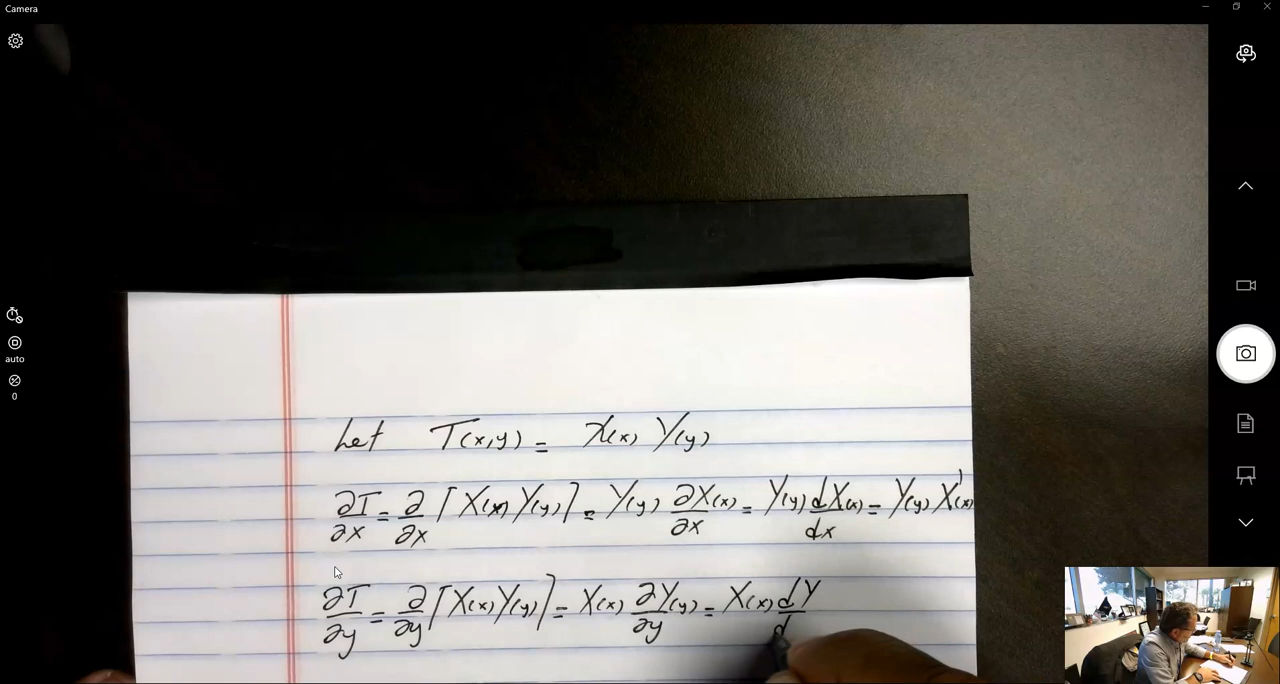 Camera
auto
0
Let T(x,y) = X(x) Y(y)
∂T/∂x = ∂/∂x [X(x) Y(y)] = Y(y) ∂X(x)/∂x = Y(y) dX(x)/dx = Y(y) X'(x)
∂T/∂y = ∂/∂y [X(x) Y(y)] = X(x) ∂Y(y)/∂y = X(x) dY/d